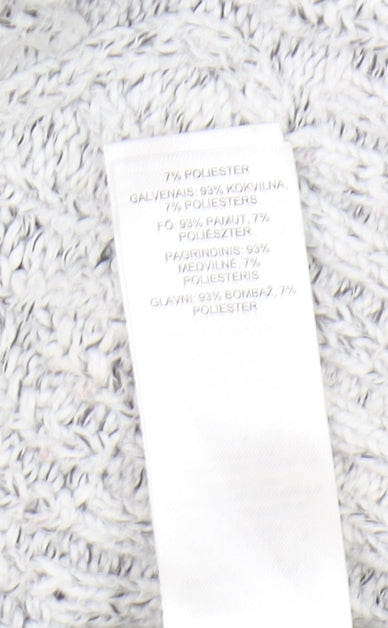 7% POLIESTER
GALVENAIS: 93% KOKVILNA,
7% POLIESTERS
FŐ: 93% PAMUT, 7%
POLIÉSZTER
PAGRINDINIS: 93%
MEDVILNĖ, 7%
POLIESTERIS
GLAVNI: 93% BOMBAŽ, 7%
POLIESTER